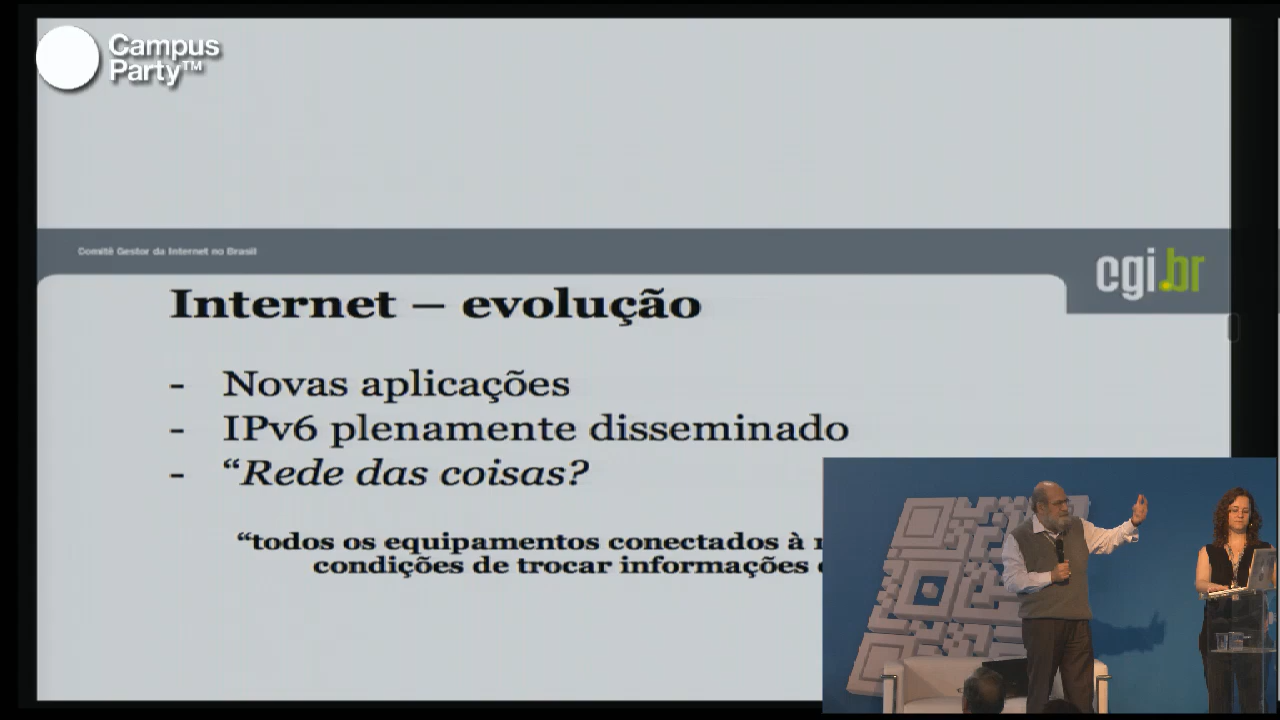 Campus
Party™
Comitê Gestor da Internet no Brasil
cgi.br
Internet – evolução
- Novas aplicações
- IPv6 plenamente disseminado
- “Rede das coisas?
“todos os equipamentos conectados à
condições de trocar informações